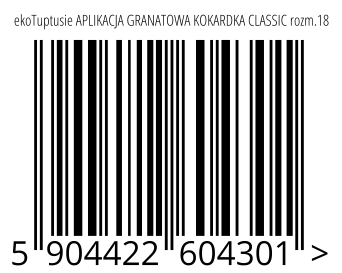 ekoTuptusie APLIKACJA GRANATOWA KOKARDKA CLASSIC rozm.18
5 904422 604301 >